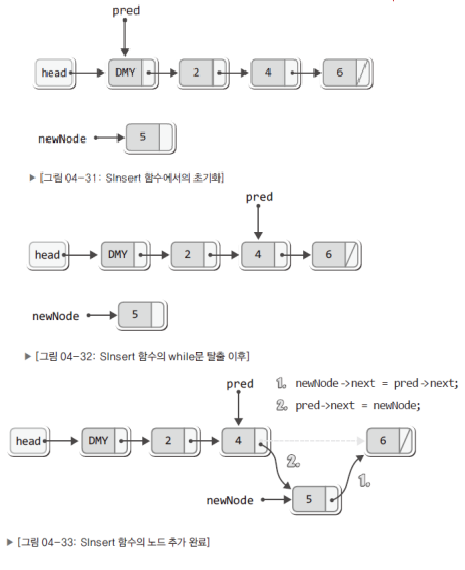 pred
head DMY 2 4 6
newNode 5
▶ [그림 04-31: SInsert 함수에서의 초기화]
pred
head DMY 2 4 6
newNode 5
▶ [그림 04-32: SInsert 함수의 while문 탈출 이후]
pred 1. newNode->next = pred->next;
2. pred->next = newNode;
head DMY 2 4 6
2. 1.
newNode 5
▶ [그림 04-33: SInsert 함수의 노드 추가 완료]